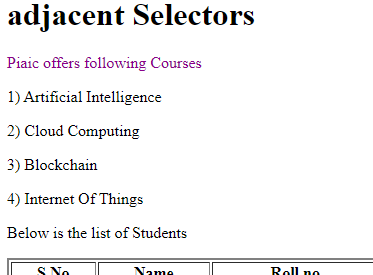 adjacent Selectors
Piaic offers following Courses
1) Artificial Intelligence
2) Cloud Computing
3) Blockchain
4) Internet Of Things
Below is the list of Students
S.No Name Roll no